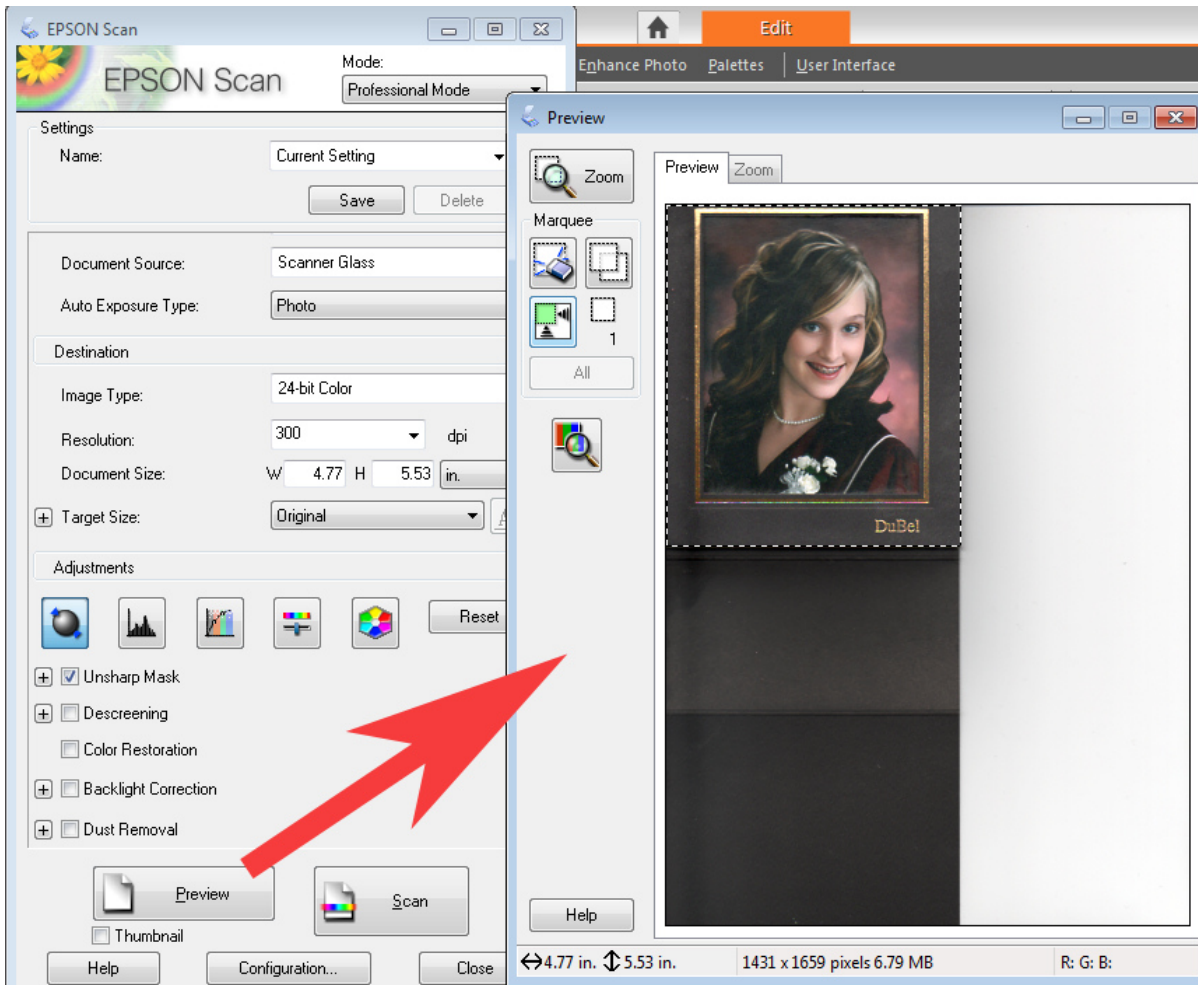 EPSON Scan
EPSON Scan
Mode:
Professional Mode
Settings
Name:
Current Setting
Save
Delete
Document Source:
Scanner Glass
Auto Exposure Type:
Photo
Destination
Image Type:
24-bit Color
Resolution:
300
dpi
Document Size:
W 4.77 H 5.53 in.
Target Size:
Original
Adjustments
Reset
Unsharp Mask
Descreening
Color Restoration
Backlight Correction
Dust Removal
Preview
Scan
Thumbnail
Help
Configuration...
Close
Edit
Enhance Photo Palettes User Interface
Preview
Zoom
Preview
Zoom
Marquee
1
All
DuBel
Help
4.77 in. 5.53 in.
1431 x 1659 pixels 6.79 MB
R: G: B: